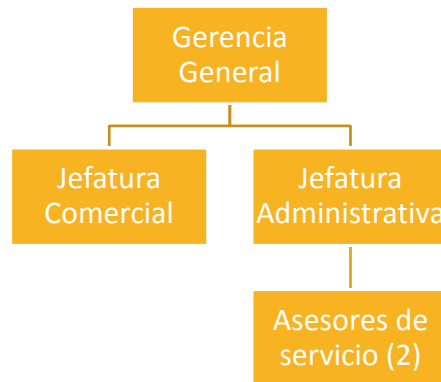 Gerencia
General
Jefatura
Comercial
Jefatura
Administrativa
Asesores de
servicio (2)